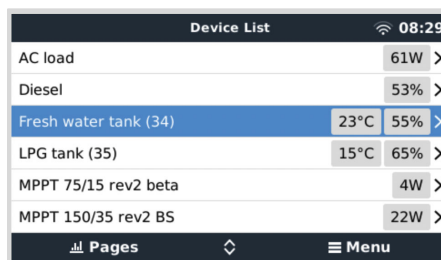 Device List 08:29
AC load 61W
Diesel 53%
Fresh water tank (34) 23°C 55%
LPG tank (35) 15°C 65%
MPPT 75/15 rev2 beta 4W
MPPT 150/35 rev2 BS 22W
Pages Menu